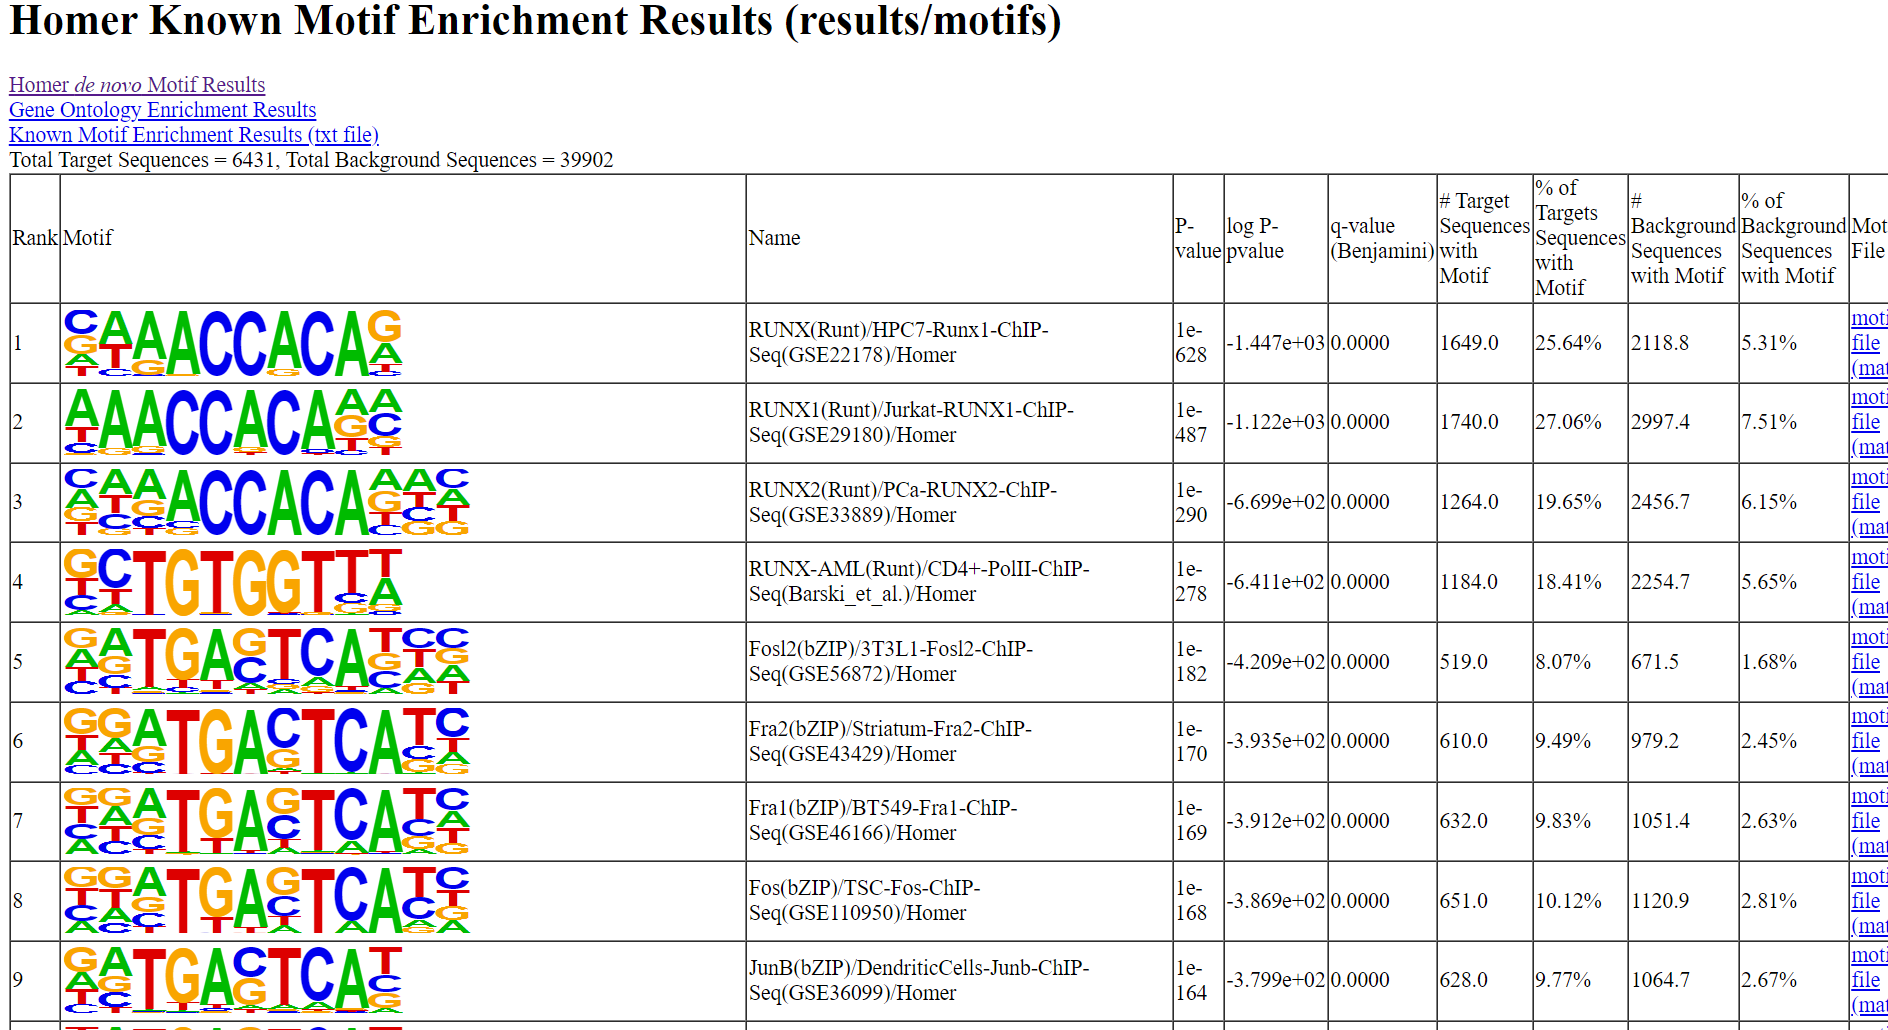 Homer Known Motif Enrichment Results (results/motifs)
Homer de novo Motif Results
Gene Ontology Enrichment Results
Known Motif Enrichment Results (txt file)
Total Target Sequences = 6431, Total Background Sequences = 39902
Rank Motif Name P-value log P-pvalue q-value (Benjamini) # Target Sequences with Motif % of Targets Sequences with Motif # Background Sequences with Motif % of Background Sequences with Motif Mot File
1 RUNX(Runt)/HPC7-Runx1-ChIP-Seq(GSE22178)/Homer 1e-628 -1.447e+03 0.0000 1649.0 25.64% 2118.8 5.31% moti file (mat
2 RUNX1(Runt)/Jurkat-RUNX1-ChIP-Seq(GSE29180)/Homer 1e-487 -1.122e+03 0.0000 1740.0 27.06% 2997.4 7.51% moti file (mat
3 RUNX2(Runt)/PCa-RUNX2-ChIP-Seq(GSE33889)/Homer 1e-290 -6.699e+02 0.0000 1264.0 19.65% 2456.7 6.15% moti file (mat
4 RUNX-AML(Runt)/CD4+-PolII-ChIP-Seq(Barski_et_al.)/Homer 1e-278 -6.411e+02 0.0000 1184.0 18.41% 2254.7 5.65% moti file (mat
5 Fosl2(bZIP)/3T3L1-Fosl2-ChIP-Seq(GSE56872)/Homer 1e-182 -4.209e+02 0.0000 519.0 8.07% 671.5 1.68% moti file (mat
6 Fra2(bZIP)/Striatum-Fra2-ChIP-Seq(GSE43429)/Homer 1e-170 -3.935e+02 0.0000 610.0 9.49% 979.2 2.45% moti file (mat
7 Fra1(bZIP)/BT549-Fra1-ChIP-Seq(GSE46166)/Homer 1e-169 -3.912e+02 0.0000 632.0 9.83% 1051.4 2.63% moti file (mat
8 Fos(bZIP)/TSC-Fos-ChIP-Seq(GSE110950)/Homer 1e-168 -3.869e+02 0.0000 651.0 10.12% 1120.9 2.81% moti file (mat
9 JunB(bZIP)/DendriticCells-Junb-ChIP-Seq(GSE36099)/Homer 1e-164 -3.799e+02 0.0000 628.0 9.77% 1064.7 2.67% moti file (mat